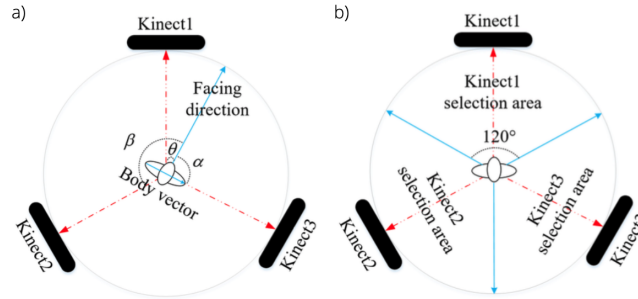 a)
Kinect1
Facing
direction
β
θ
α
Body vector
Kinect2
Kinect3
b)
Kinect1
Kinect1
selection area
120°
Kinect2
selection area
Kinect3
selection area
Kinect2